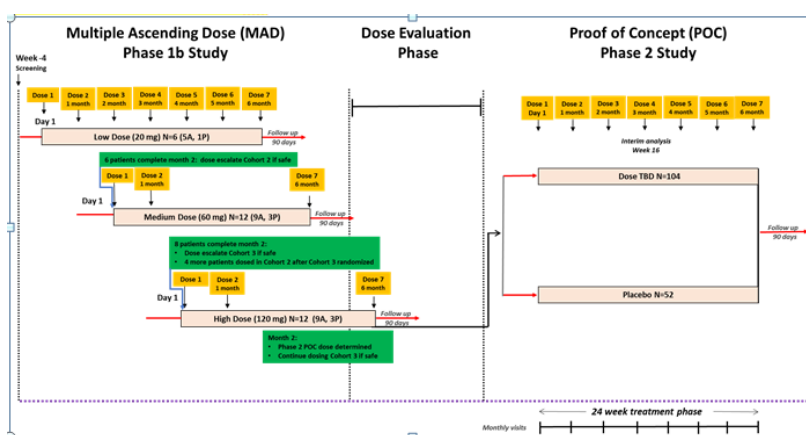 Multiple Ascending Dose (MAD)
Phase 1b Study
Dose Evaluation
Phase
Proof of Concept (POC)
Phase 2 Study
Week -4
Screening
Dose 1
Dose 2
1 month
Dose 3
2 month
Dose 4
3 month
Dose 5
4 month
Dose 6
5 month
Dose 7
6 month
Day 1
Low Dose (20 mg) N=6 (5A, 1P)
Follow up
90 days
6 patients complete month 2: dose escalate Cohort 2 if safe
Dose 1
Dose 2
1 month
Dose 7
6 month
Day 1
Medium Dose (60 mg) N=12 (9A, 3P)
Follow up
90 days
8 patients complete month 2:
• Dose escalate Cohort 3 if safe
• 4 more patients dosed in Cohort 2 after Cohort 3 randomized
Dose 1
Dose 2
1 month
Dose 7
6 month
Day 1
High Dose (120 mg) N=12 (9A, 3P)
Follow up
90 days
Month 2:
• Phase 2 POC dose determined
• Continue dosing Cohort 3 if safe
Dose 1
Day 1
Dose 2
1 month
Dose 3
2 month
Dose 4
3 month
Dose 5
4 month
Dose 6
5 month
Dose 7
6 month
Interim analysis
Week 16
Dose TBD N=104
Follow up
90 days
Placebo N=52
24 week treatment phase
Monthly visits